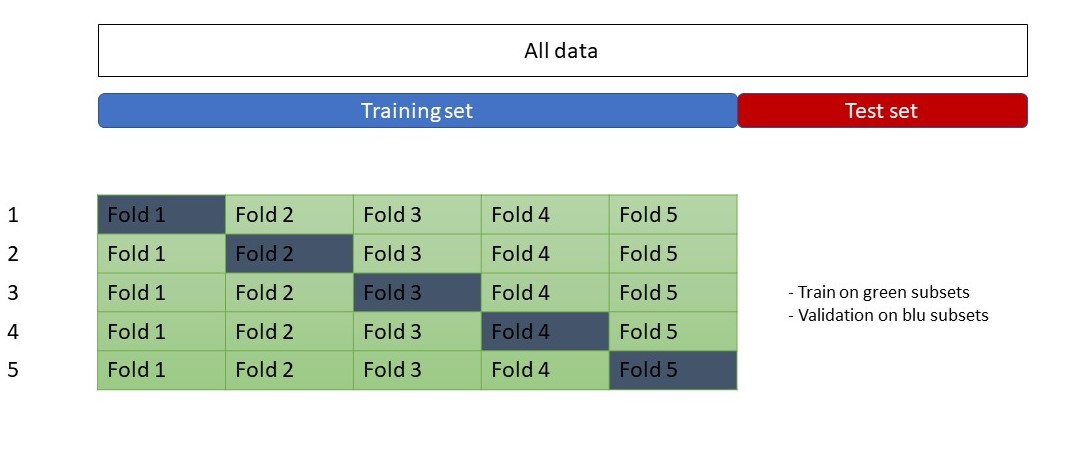 All data
Training set Test set
1 Fold 1 Fold 2 Fold 3 Fold 4 Fold 5
2 Fold 1 Fold 2 Fold 3 Fold 4 Fold 5
3 Fold 1 Fold 2 Fold 3 Fold 4 Fold 5
4 Fold 1 Fold 2 Fold 3 Fold 4 Fold 5
5 Fold 1 Fold 2 Fold 3 Fold 4 Fold 5
- Train on green subsets
- Validation on blu subsets